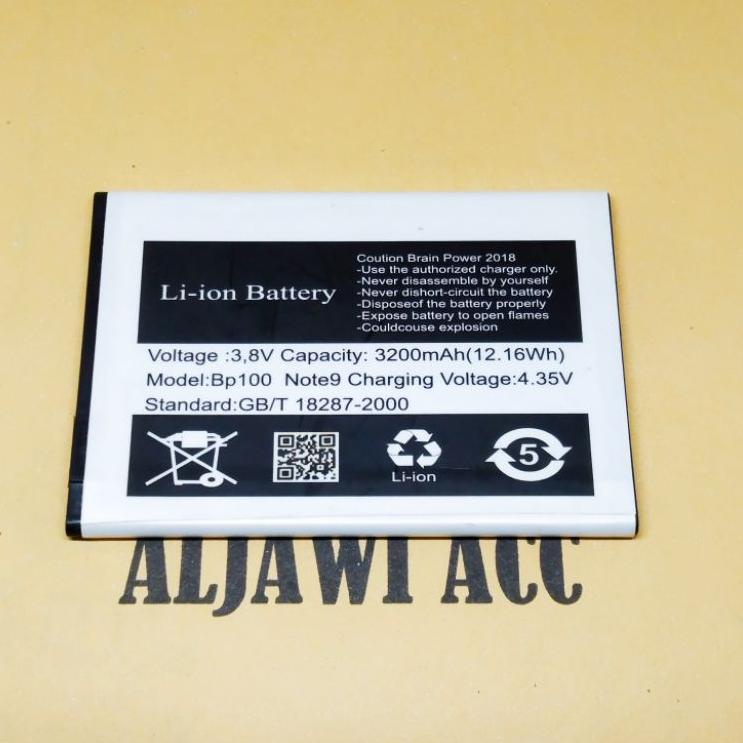 Li-ion Battery
Coution Brain Power 2018
-Use the authorized charger only.
-Never disassemble by yourself
-Never dishort-circuit the battery
-Disposeof the battery properly
-Expose battery to open flames
-Couldcouse explosion
Voltage :3,8V Capacity: 3200mAh(12.16Wh)
Model:Bp100 Note9 Charging Voltage:4.35V
Standard:GB/T 18287-2000
Li-ion
5
ALJAWI ACC